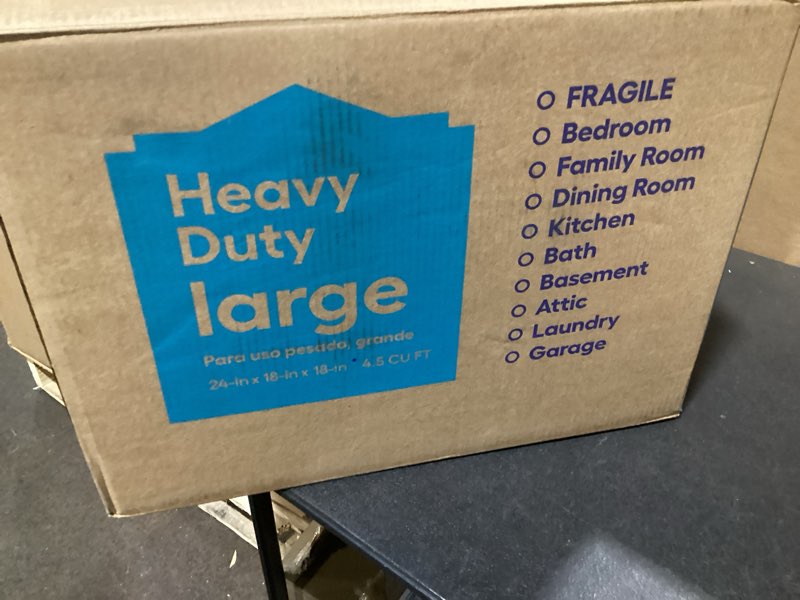 Heavy
Duty
large
Para uso pesado, grande
24-in x 18-in x 18-in • 4.5 CU FT
FRAGILE
Bedroom
Family Room
Dining Room
Kitchen
Bath
Basement
Attic
Laundry
Garage